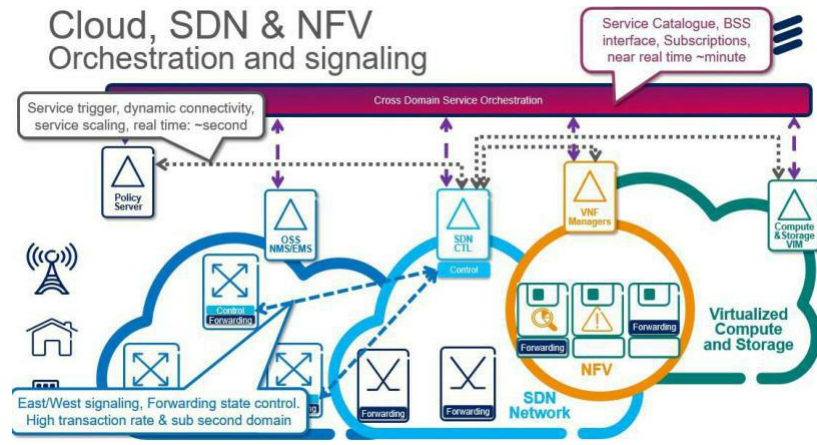 Cloud, SDN & NFV
Orchestration and signaling
Service Catalogue, BSS
interface, Subscriptions,
near real time ~minute
Cross Domain Service Orchestration
Service trigger, dynamic connectivity,
service scaling, real time: ~second
Policy
Server
OSS
NMS/EMS
SDN
CTL
Control
VNF
Managers
Compute
&Storage
VIM
Control
Forwarding
Forwarding
Forwarding
NFV
Virtualized
Compute
and Storage
East/West signaling, Forwarding state control.
High transaction rate & sub second domain
Forwarding
Forwarding
SDN
Network